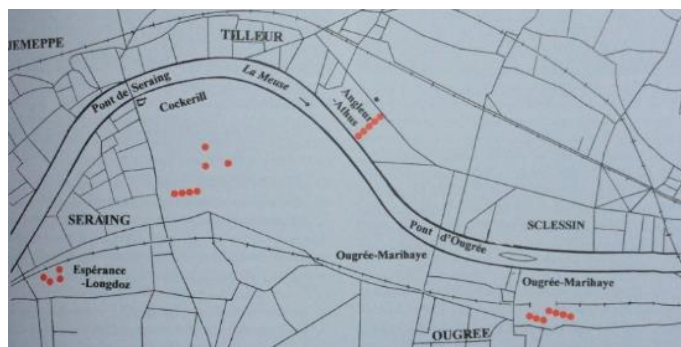 JEMEPPE
TILLEUR
Pont de Seraing
La Meuse
Cockerill
Angleur
-Athus
SERAING
Pont d'Ougrée
SCLESSIN
Ougrée-Marihaye
Espérance
-Longdoz
Ougrée-Marihaye
OUGREE